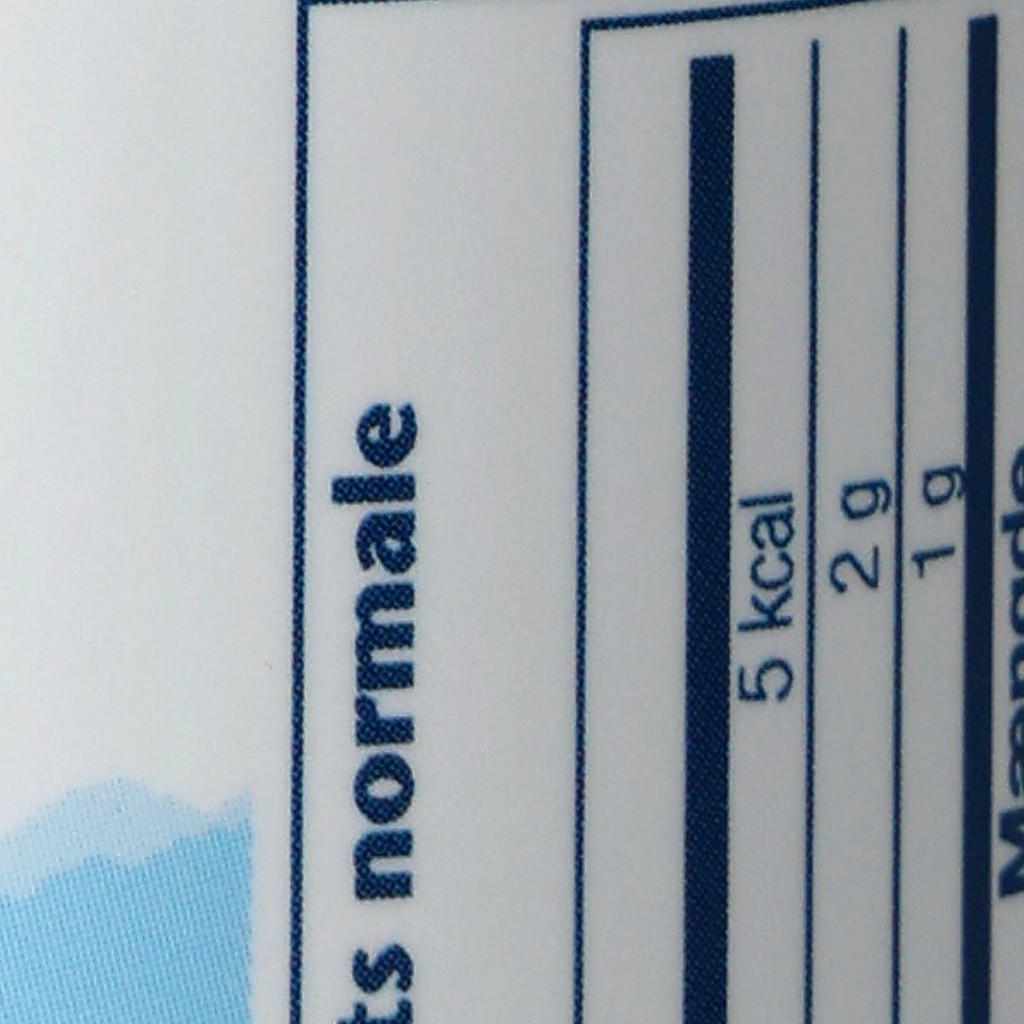 ts normale
5 kcal
2 g
1 g
Mængde